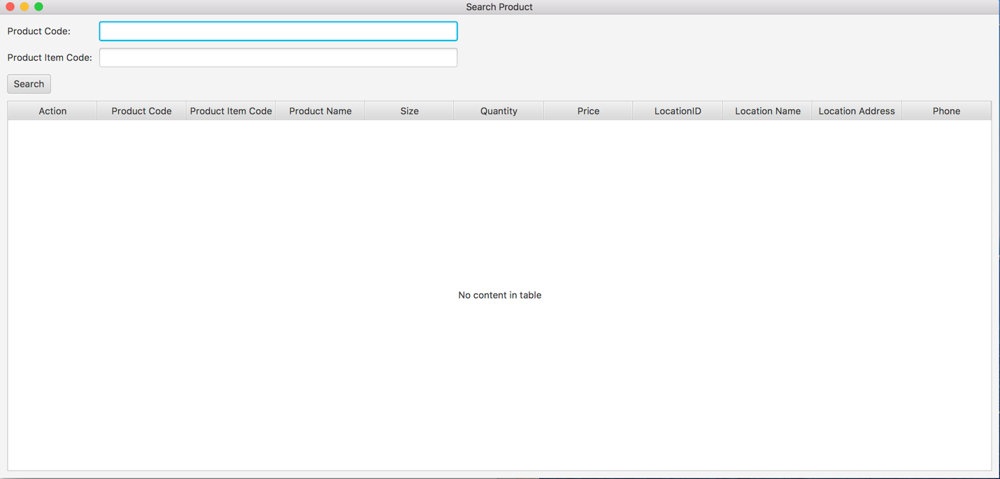 Search Product
Product Code:
Product Item Code:
Search
Action Product Code Product Item Code Product Name Size Quantity Price LocationID Location Name Location Address Phone
No content in table